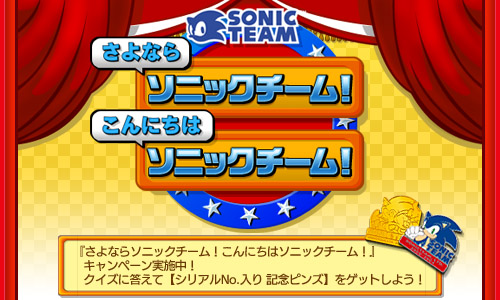 SONIC
TEAM
さよなら
ソニックチーム!
こんにちは
ソニックチーム!
SONIC
TEAM
『さよならソニックチーム!こんにちはソニックチーム!』
キャンペーン実施中!
クイズに答えて【シリアルNo.入り 記念ピンズ】をゲットしよう!